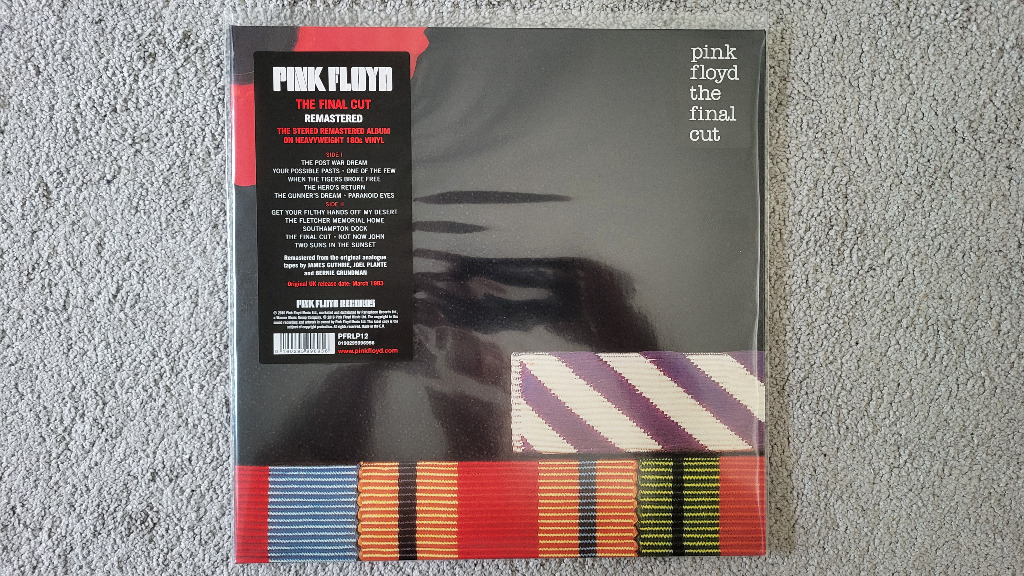 PINK FLOYD
THE FINAL CUT
REMASTERED
THE STEREO REMASTERED ALBUM
ON HEAVYWEIGHT 180G VINYL
SIDE I
THE POST WAR DREAM
YOUR POSSIBLE PASTS · ONE OF THE FEW
WHEN THE TIGERS BROKE FREE
THE HERO'S RETURN
THE GUNNER'S DREAM · PARANOID EYES
SIDE II
GET YOUR FILTHY HANDS OFF MY DESERT
THE FLETCHER MEMORIAL HOME
SOUTHAMPTON DOCK
THE FINAL CUT · NOT NOW JOHN
TWO SUNS IN THE SUNSET
Remastered from the original analogue
tapes by JAMES GUTHRIE, JOEL PLANTE
and BERNIE GRUNDMAN
Original UK release date: March 1983
PINK FLOYD RECORDS
PFRLP12
www.pinkfloyd.com
pink
floyd
the
final
cut